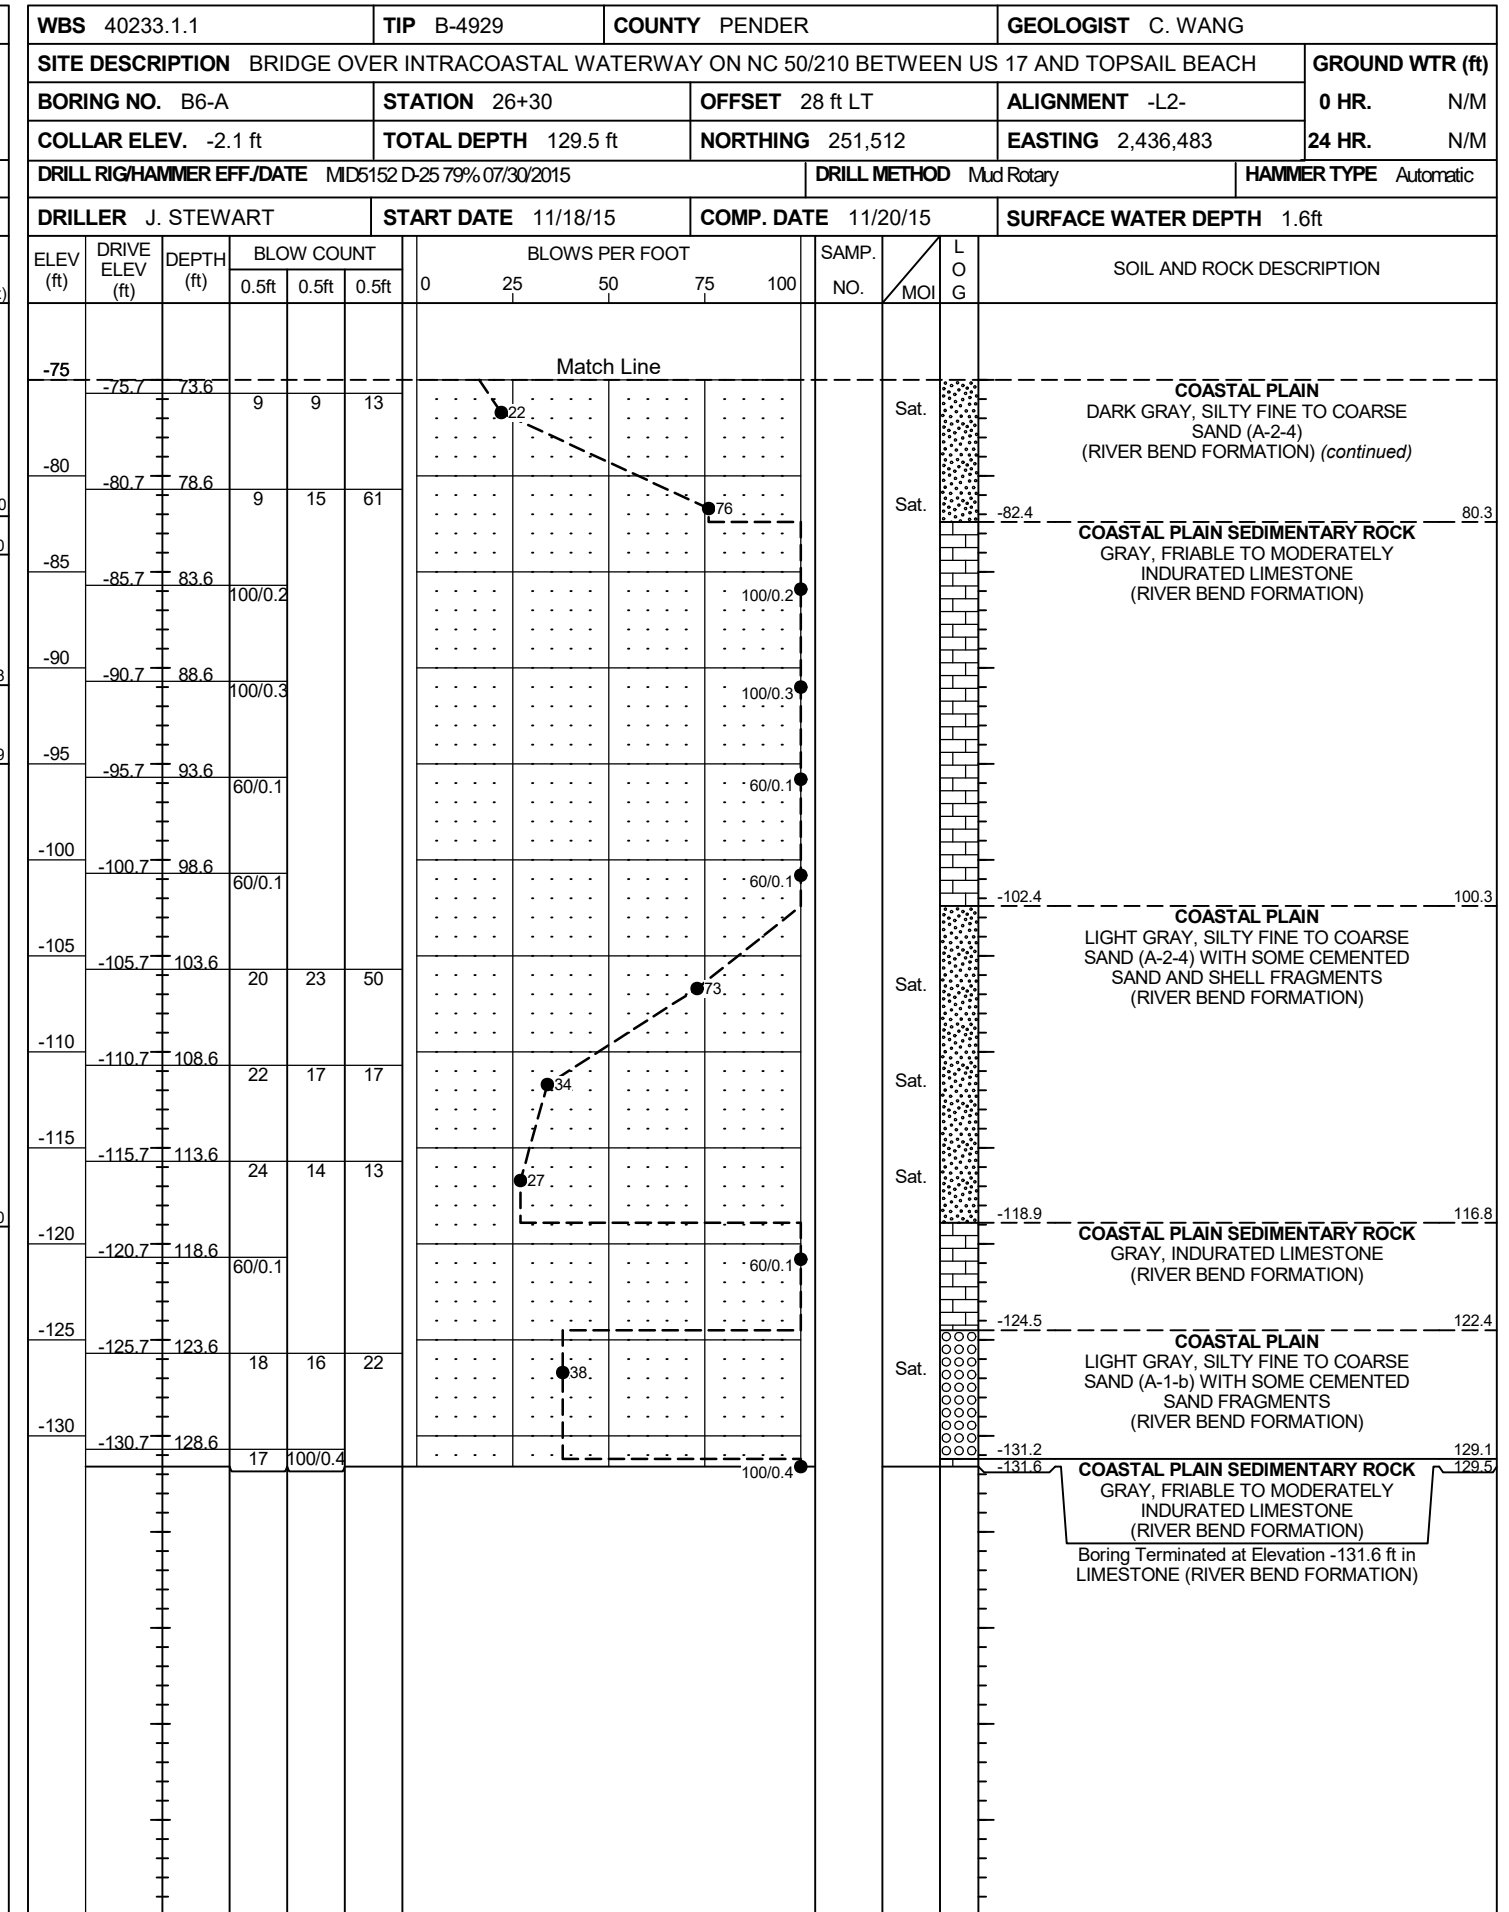 WBS 40233.1.1 TIP B-4929 COUNTY PENDER GEOLOGIST C. WANG
SITE DESCRIPTION BRIDGE OVER INTRACOASTAL WATERWAY ON NC 50/210 BETWEEN US 17 AND TOPSAIL BEACH GROUND WTR (ft)
BORING NO. B6-A STATION 26+30 OFFSET 28 ft LT ALIGNMENT -L2- 0 HR. N/M
COLLAR ELEV. -2.1 ft TOTAL DEPTH 129.5 ft NORTHING 251,512 EASTING 2,436,483 24 HR. N/M
DRILL RIG/HAMMER EFF./DATE MID5152 D-25 79% 07/30/2015 DRILL METHOD Mud Rotary HAMMER TYPE Automatic
DRILLER J. STEWART START DATE 11/18/15 COMP. DATE 11/20/15 SURFACE WATER DEPTH 1.6ft
ELEV (ft) DRIVE ELEV (ft) DEPTH (ft) BLOW COUNT BLOWS PER FOOT SAMP. NO. MOI LOG SOIL AND ROCK DESCRIPTION
0.5ft 0.5ft 0.5ft 0 25 50 75 100
Match Line
-75
-75.7 73.6 COASTAL PLAIN
9 9 13 22 Sat. DARK GRAY, SILTY FINE TO COARSE
SAND (A-2-4)
(RIVER BEND FORMATION) (continued)
-80
-80.7 78.6
9 15 61 76 Sat.
-82.4 80.3
COASTAL PLAIN SEDIMENTARY ROCK
GRAY, FRIABLE TO MODERATELY
INDURATED LIMESTONE
(RIVER BEND FORMATION)
-85
-85.7 83.6
100/0.2 100/0.2
-90
-90.7 88.6
100/0.3 100/0.3
-95
-95.7 93.6
60/0.1 60/0.1
-100
-100.7 98.6
60/0.1 60/0.1
-102.4 100.3
COASTAL PLAIN
LIGHT GRAY, SILTY FINE TO COARSE
SAND (A-2-4) WITH SOME CEMENTED
SAND AND SHELL FRAGMENTS
(RIVER BEND FORMATION)
-105
-105.7 103.6
20 23 50 73 Sat.
-110
-110.7 108.6
22 17 17 34 Sat.
-115
-115.7 113.6
24 14 13 27 Sat.
-118.9 116.8
COASTAL PLAIN SEDIMENTARY ROCK
GRAY, INDURATED LIMESTONE
(RIVER BEND FORMATION)
-120
-120.7 118.6
60/0.1 60/0.1
-124.5 122.4
-125
-125.7 123.6 COASTAL PLAIN
18 16 22 38 Sat. LIGHT GRAY, SILTY FINE TO COARSE
SAND (A-1-b) WITH SOME CEMENTED
SAND FRAGMENTS
(RIVER BEND FORMATION)
-130
-130.7 128.6
-131.2 129.1
17 100/0.4 100/0.4
-131.6 COASTAL PLAIN SEDIMENTARY ROCK 129.5
GRAY, FRIABLE TO MODERATELY
INDURATED LIMESTONE
(RIVER BEND FORMATION)
Boring Terminated at Elevation -131.6 ft in
LIMESTONE (RIVER BEND FORMATION)